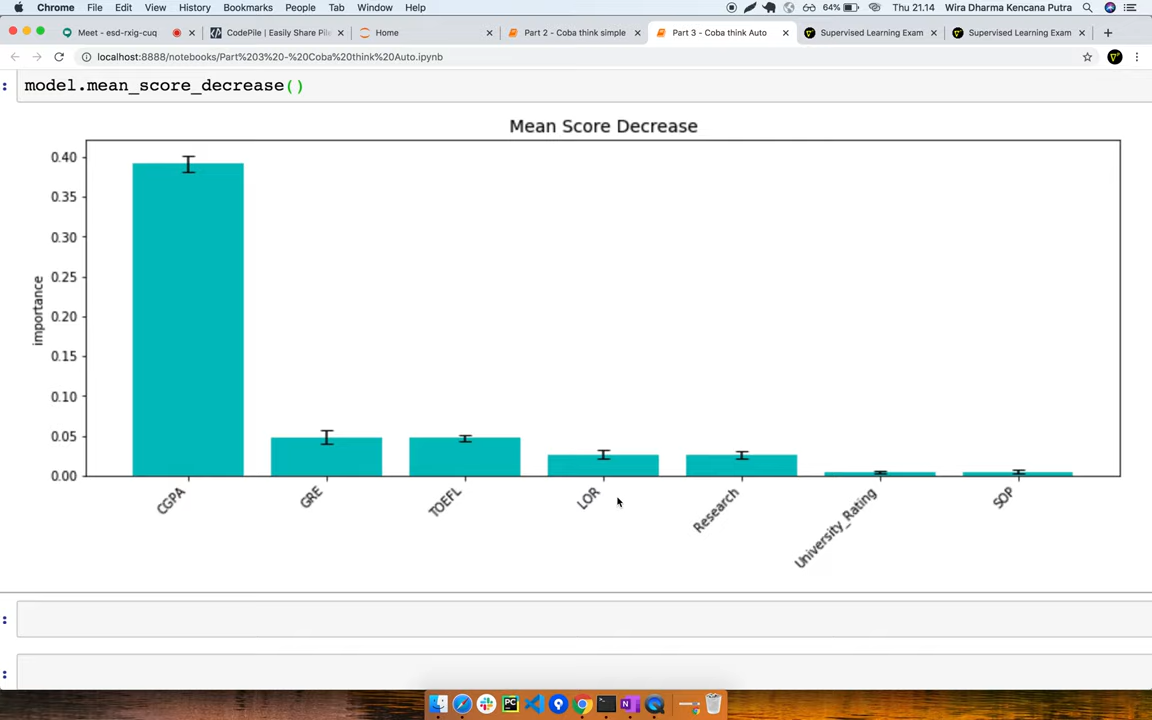 Chrome File Edit View History Bookmarks People Tab Window Help 64% Thu 21.14 Wira Dharma Kencana Putra
Meet - esd-rxig-cuq CodePile | Easily Share Pile Home Part 2 - Coba think simple Part 3 - Coba think Auto Supervised Learning Exam Supervised Learning Exam
localhost:8888/notebooks/Part%203%20-%20Coba%20think%20Auto.ipynb
: model.mean_score_decrease()
Mean Score Decrease
importance
0.40
0.35
0.30
0.25
0.20
0.15
0.10
0.05
0.00
CGPA GRE TOEFL LOR Research University_Rating SOP
:
: